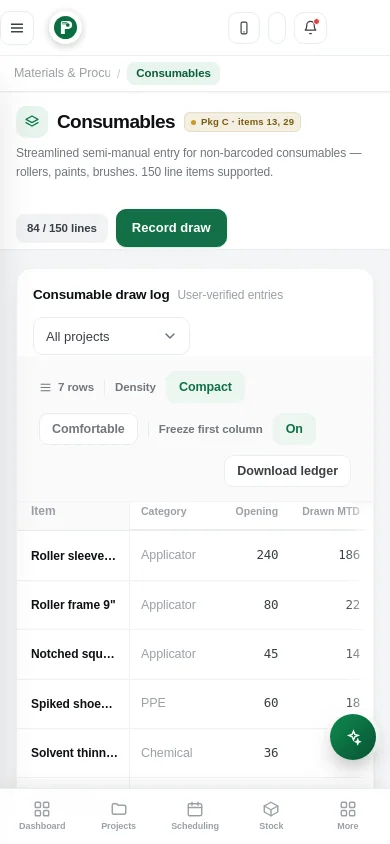 Materials & Procu / Consumables
Consumables
Pkg C · items 13, 29
Streamlined semi-manual entry for non-barcoded consumables —
rollers, paints, brushes. 150 line items supported.
84 / 150 lines
Record draw
Consumable draw log User-verified entries
All projects
7 rows Density Compact
Comfortable Freeze first column On
Download ledger
Item Category Opening Drawn MTD
Roller sleeve… Applicator 240 186
Roller frame 9" Applicator 80 22
Notched squ… Applicator 45 14
Spiked shoe… PPE 60 18
Solvent thinn… Chemical 36
Dashboard Projects Scheduling Stock More